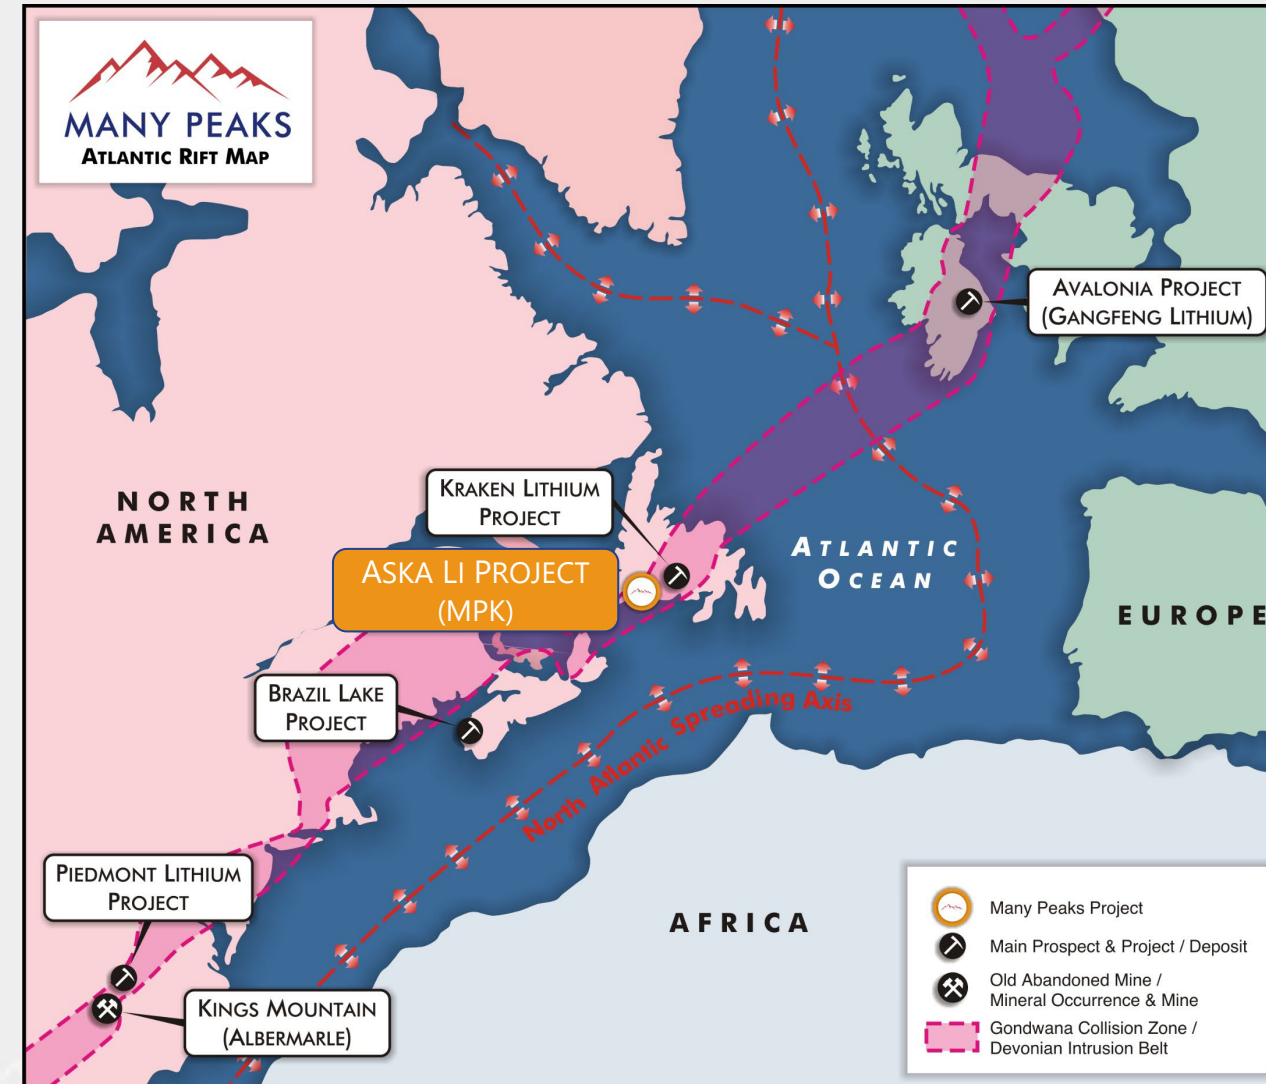 MANY PEAKS
ATLANTIC RIFT MAP
AVALONIA PROJECT
(GANGFENG LITHIUM)
NORTH
AMERICA
KRAKEN LITHIUM
PROJECT
ASKA LI PROJECT
(MPK)
ATLANTIC
OCEAN
EUROPE
BRAZIL LAKE
PROJECT
North Atlantic Spreading Axis
PIEDMONT LITHIUM
PROJECT
AFRICA
KINGS MOUNTAIN
(ALBERMARLE)
Many Peaks Project
Main Prospect & Project / Deposit
Old Abandoned Mine /
Mineral Occurrence & Mine
Gondwana Collision Zone /
Devonian Intrusion Belt